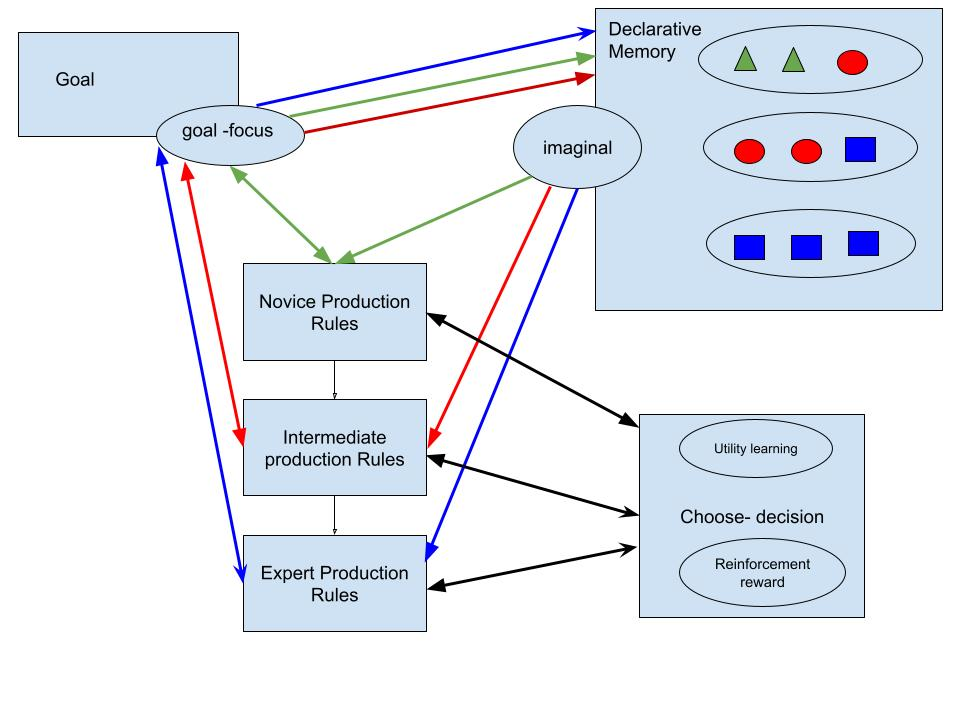 Goal
goal -focus
Declarative
Memory
imaginal
Novice Production
Rules
Intermediate
production Rules
Expert Production
Rules
Utility learning
Choose- decision
Reinforcement
reward